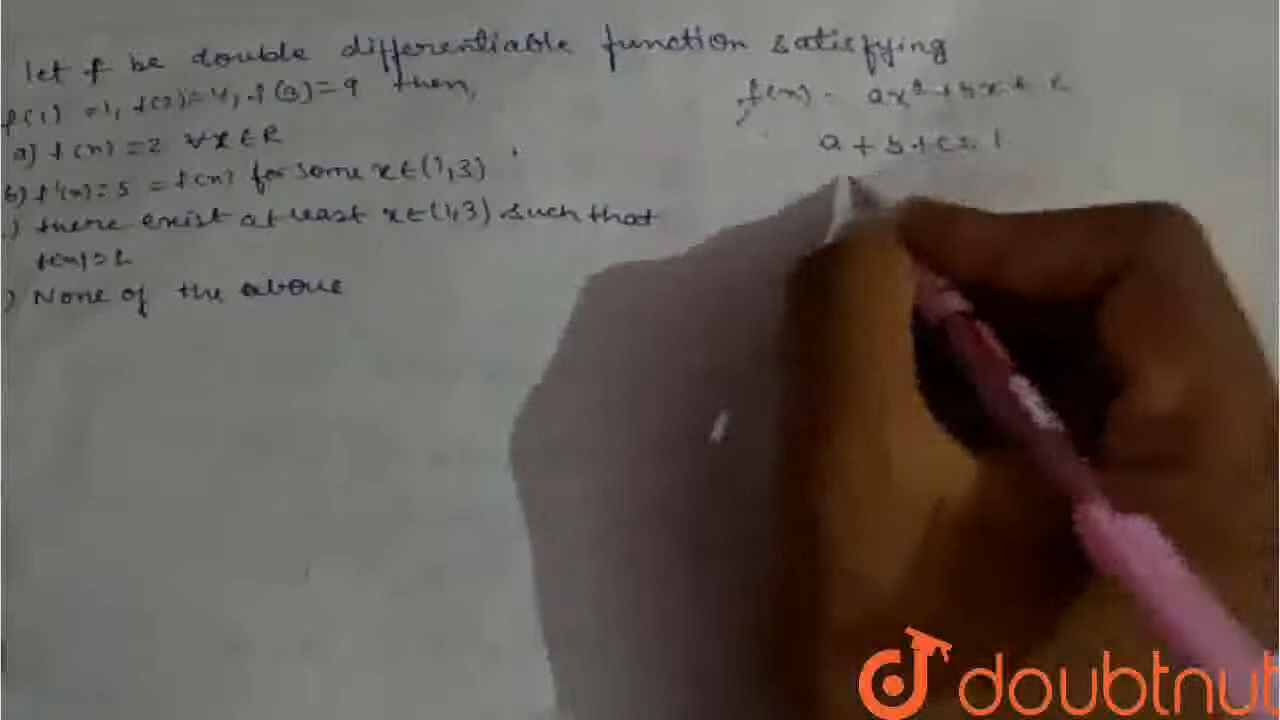 let f be double differentiable function satisfying
f(1) =1, f(2)=4, f(3)=9 then,
a) f(n)=2 ∀x∈R
b) f'(n)=5 =f(n) for some x∈(1,3)
.) there exist at least x∈(1,3) such that
f(n)=2
) None of the above
f(n) = ax²+bx+c
a+b+c=1
doubtnut